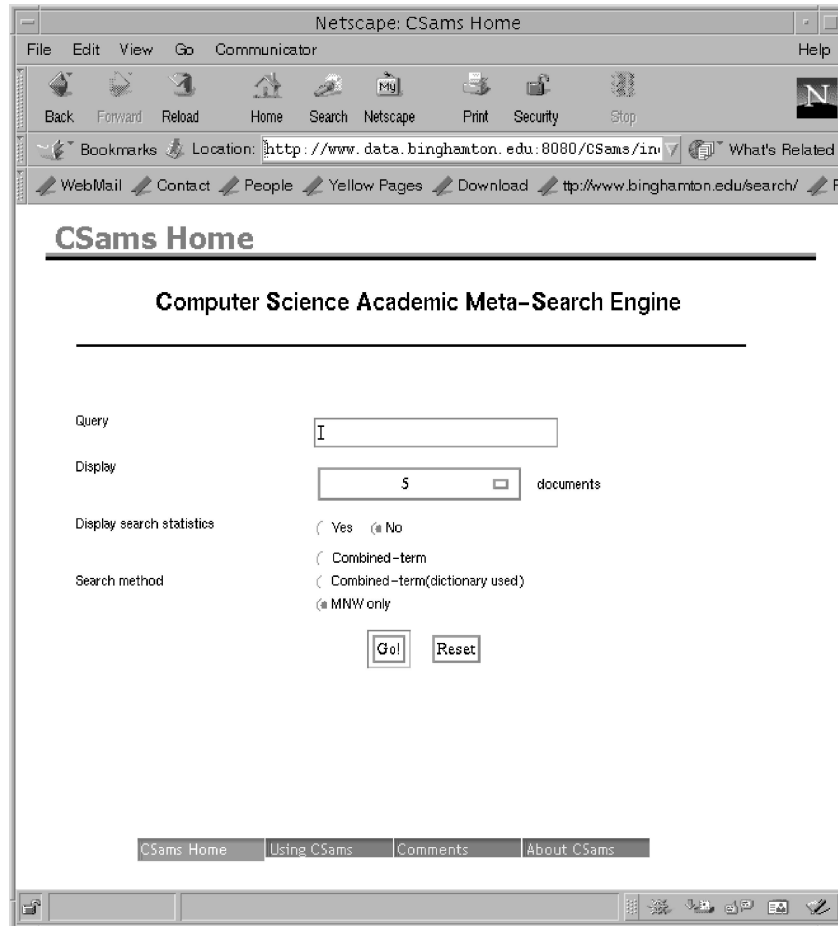 Netscape: CSams Home
File Edit View Go Communicator Help
Back Forward Reload Home Search Netscape Print Security Stop
My
N
Bookmarks Location: http://www.data.binghamton.edu:8080/CSams/in What's Related
WebMail Contact People Yellow Pages Download ttp://www.binghamton.edu/search/
CSams Home
Computer Science Academic Meta-Search Engine
Query
Display 5 documents
Display search statistics Yes No
Combined-term
Search method Combined-term(dictionary used)
MNW only
Go! Reset
CSams Home Using CSams Comments About CSams